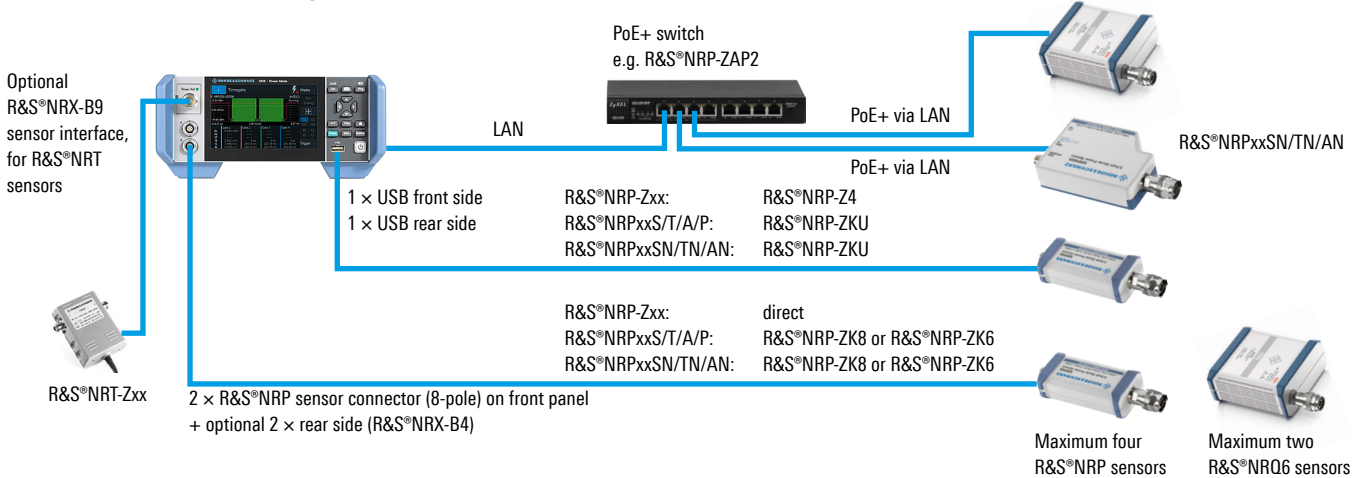 Optional
R&S®NRX-B9
sensor interface,
for R&S®NRT
sensors
ROHDE&SCHWARZ
Timegate
LAN
PoE+ switch
e.g. R&S®NRP-ZAP2
ZyXEL
PoE+ via LAN
PoE+ via LAN
R&S®NRPxxSN/TN/AN
1 × USB front side
1 × USB rear side
R&S®NRP-Zxx: R&S®NRP-Z4
R&S®NRPxxS/T/A/P: R&S®NRP-ZKU
R&S®NRPxxSN/TN/AN: R&S®NRP-ZKU
R&S®NRP-Zxx: direct
R&S®NRPxxS/T/A/P: R&S®NRP-ZK8 or R&S®NRP-ZK6
R&S®NRPxxSN/TN/AN: R&S®NRP-ZK8 or R&S®NRP-ZK6
R&S®NRT-Zxx
2 × R&S®NRP sensor connector (8-pole) on front panel
+ optional 2 × rear side (R&S®NRX-B4)
Maximum four
R&S®NRP sensors
Maximum two
R&S®NRQ6 sensors